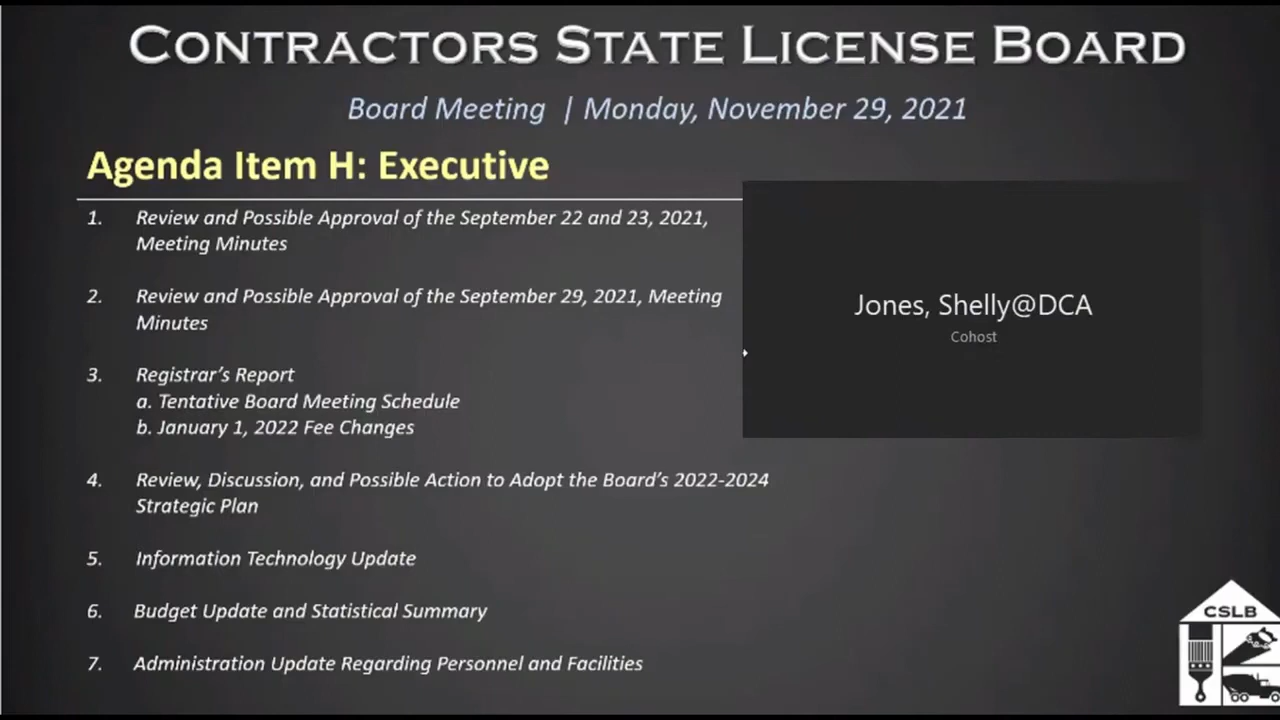 CONTRACTORS STATE LICENSE BOARD
Board Meeting | Monday, November 29, 2021
Agenda Item H: Executive
1. Review and Possible Approval of the September 22 and 23, 2021,
Meeting Minutes
2. Review and Possible Approval of the September 29, 2021, Meeting
Minutes
3. Registrar's Report
a. Tentative Board Meeting Schedule
b. January 1, 2022 Fee Changes
4. Review, Discussion, and Possible Action to Adopt the Board's 2022-2024
Strategic Plan
5. Information Technology Update
6. Budget Update and Statistical Summary
7. Administration Update Regarding Personnel and Facilities
Jones, Shelly@DCA
Cohost
CSLB